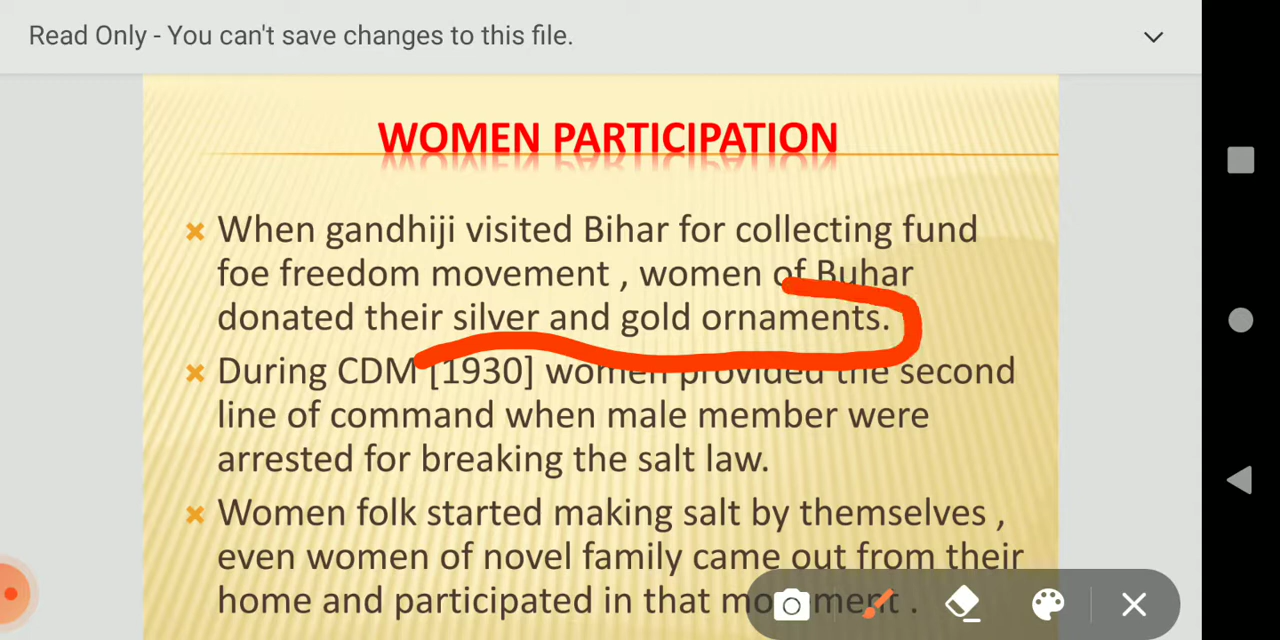 Read Only - You can't save changes to this file.
WOMEN PARTICIPATION
When gandhiji visited Bihar for collecting fund
foe freedom movement , women of Buhar
donated their silver and gold ornaments.
During CDM [1930] women provided the second
line of command when male member were
arrested for breaking the salt law.
Women folk started making salt by themselves ,
even women of novel family came out from their
home and participated in that movement .